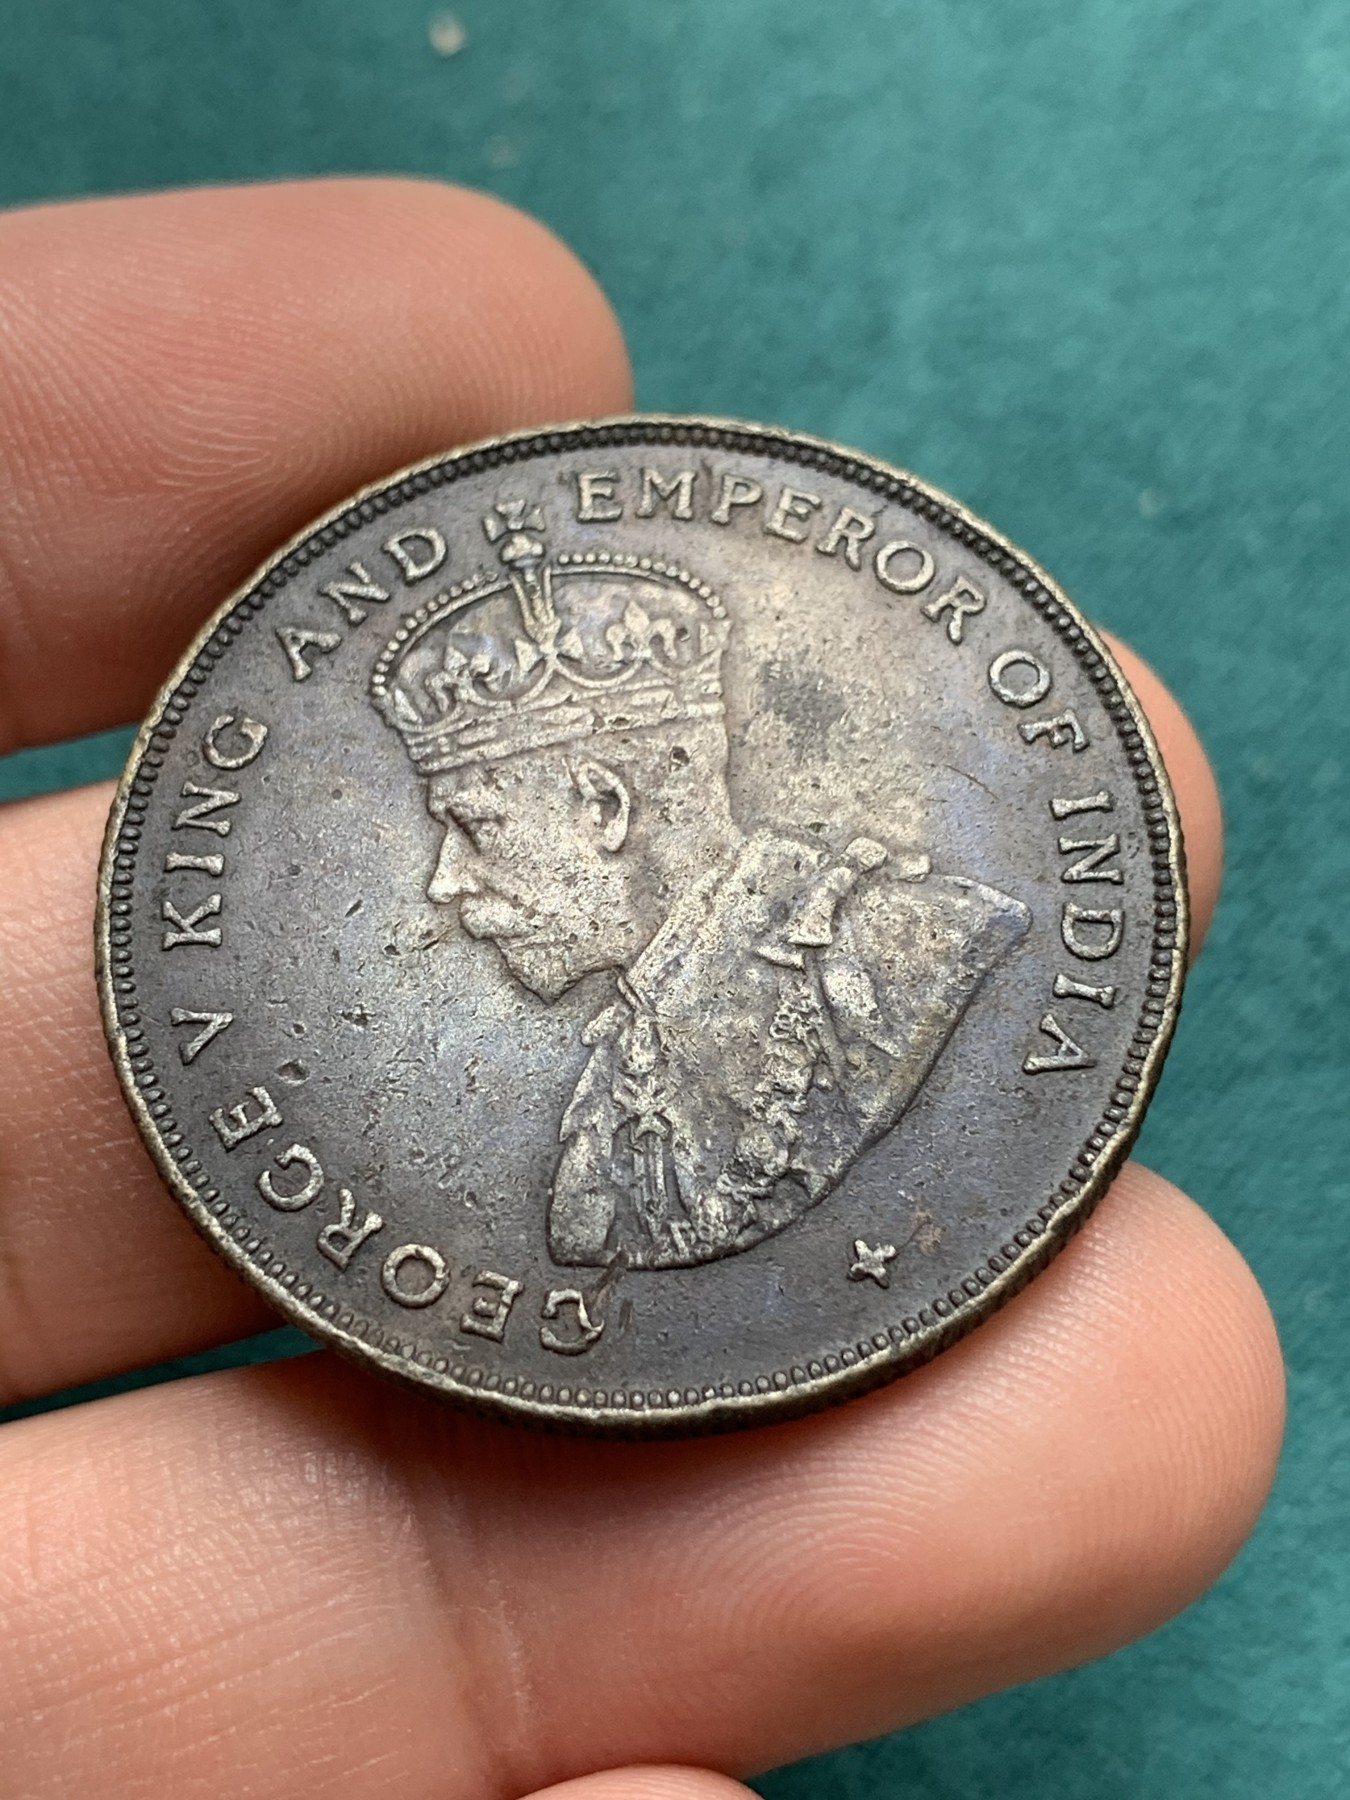 GEORGE V KING AND EMPEROR OF INDIA